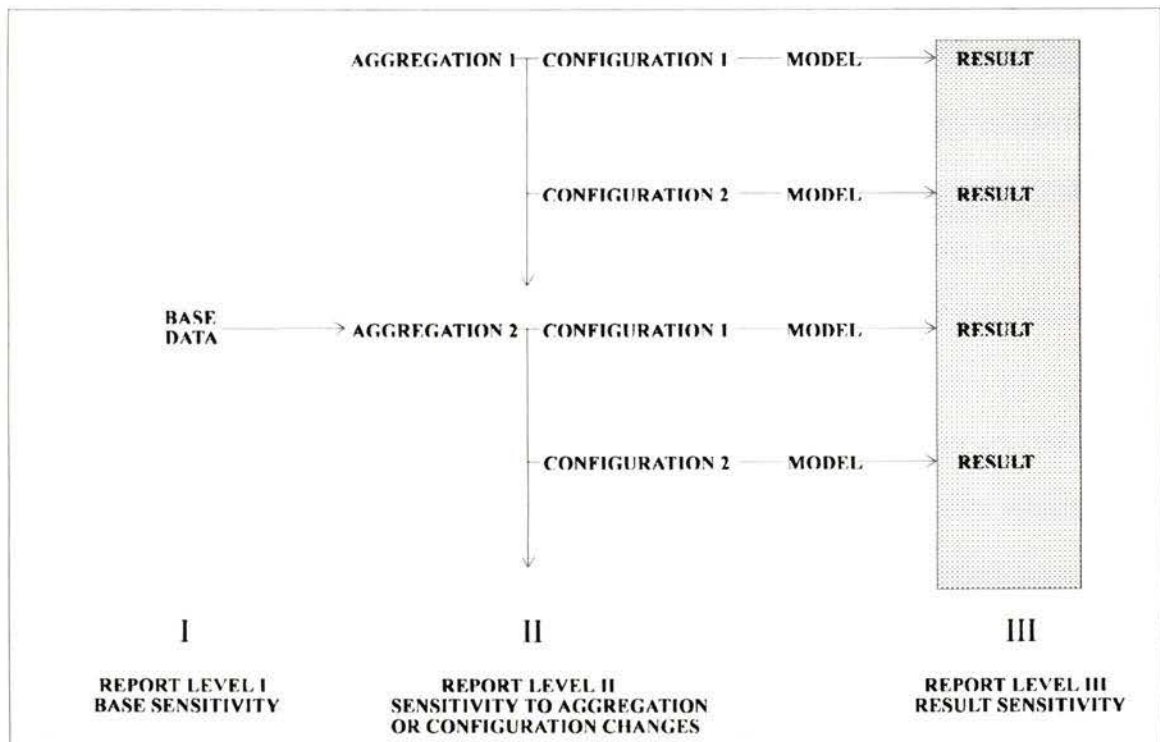 AGGREGATION 1 CONFIGURATION 1 MODEL RESULT
CONFIGURATION 2 MODEL RESULT
BASE
DATA
AGGREGATION 2 CONFIGURATION 1 MODEL RESULT
CONFIGURATION 2 MODEL RESULT
I II III
REPORT LEVEL I
BASE SENSITIVITY
REPORT LEVEL II
SENSITIVITY TO AGGREGATION
OR CONFIGURATION CHANGES
REPORT LEVEL III
RESULT SENSITIVITY